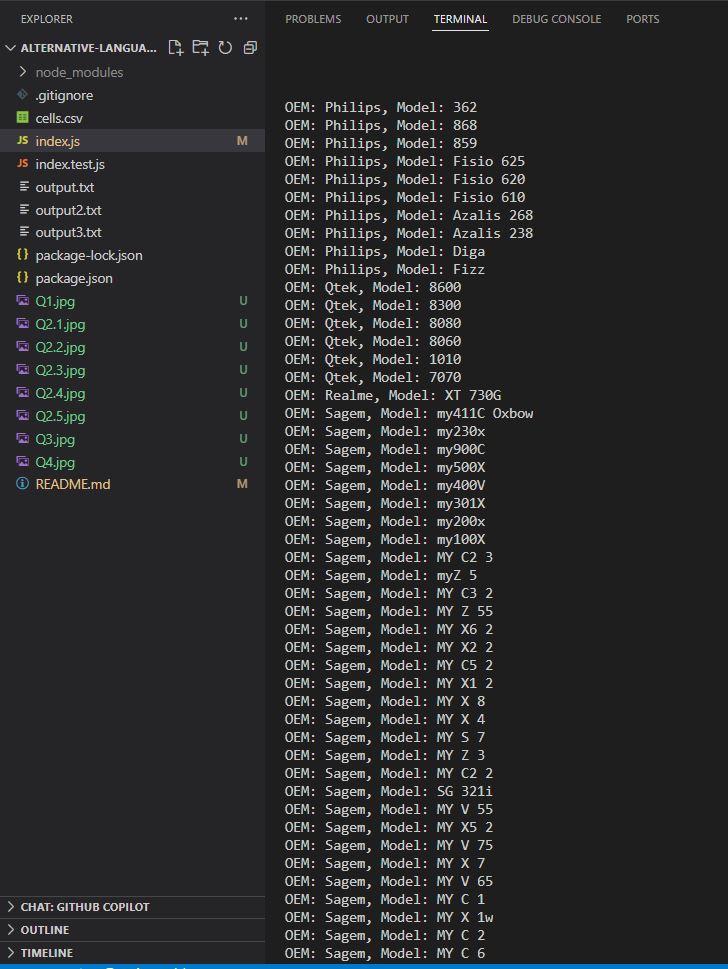 EXPLORER
ALTERNATIVE-LANGUA...
node_modules
.gitignore
cells.csv
JS index.js M
JS index.test.js
output.txt
output2.txt
output3.txt
{} package-lock.json
{} package.json
Q1.jpg U
Q2.1.jpg U
Q2.2.jpg U
Q2.3.jpg U
Q2.4.jpg U
Q2.5.jpg U
Q3.jpg U
Q4.jpg U
README.md M
CHAT: GITHUB COPILOT
OUTLINE
TIMELINE
PROBLEMS OUTPUT TERMINAL DEBUG CONSOLE PORTS
OEM: Philips, Model: 362
OEM: Philips, Model: 868
OEM: Philips, Model: 859
OEM: Philips, Model: Fisio 625
OEM: Philips, Model: Fisio 620
OEM: Philips, Model: Fisio 610
OEM: Philips, Model: Azalis 268
OEM: Philips, Model: Azalis 238
OEM: Philips, Model: Diga
OEM: Philips, Model: Fizz
OEM: Qtek, Model: 8600
OEM: Qtek, Model: 8300
OEM: Qtek, Model: 8080
OEM: Qtek, Model: 8060
OEM: Qtek, Model: 1010
OEM: Qtek, Model: 7070
OEM: Realme, Model: XT 730G
OEM: Sagem, Model: my411C Oxbow
OEM: Sagem, Model: my230x
OEM: Sagem, Model: my900C
OEM: Sagem, Model: my500X
OEM: Sagem, Model: my400V
OEM: Sagem, Model: my301X
OEM: Sagem, Model: my200x
OEM: Sagem, Model: my100X
OEM: Sagem, Model: MY C2 3
OEM: Sagem, Model: myZ 5
OEM: Sagem, Model: MY C3 2
OEM: Sagem, Model: MY Z 55
OEM: Sagem, Model: MY X6 2
OEM: Sagem, Model: MY X2 2
OEM: Sagem, Model: MY C5 2
OEM: Sagem, Model: MY X1 2
OEM: Sagem, Model: MY X 8
OEM: Sagem, Model: MY X 4
OEM: Sagem, Model: MY S 7
OEM: Sagem, Model: MY Z 3
OEM: Sagem, Model: MY C2 2
OEM: Sagem, Model: SG 321i
OEM: Sagem, Model: MY V 55
OEM: Sagem, Model: MY X5 2
OEM: Sagem, Model: MY V 75
OEM: Sagem, Model: MY X 7
OEM: Sagem, Model: MY V 65
OEM: Sagem, Model: MY C 1
OEM: Sagem, Model: MY X 1w
OEM: Sagem, Model: MY C 2
OEM: Sagem, Model: MY C 6